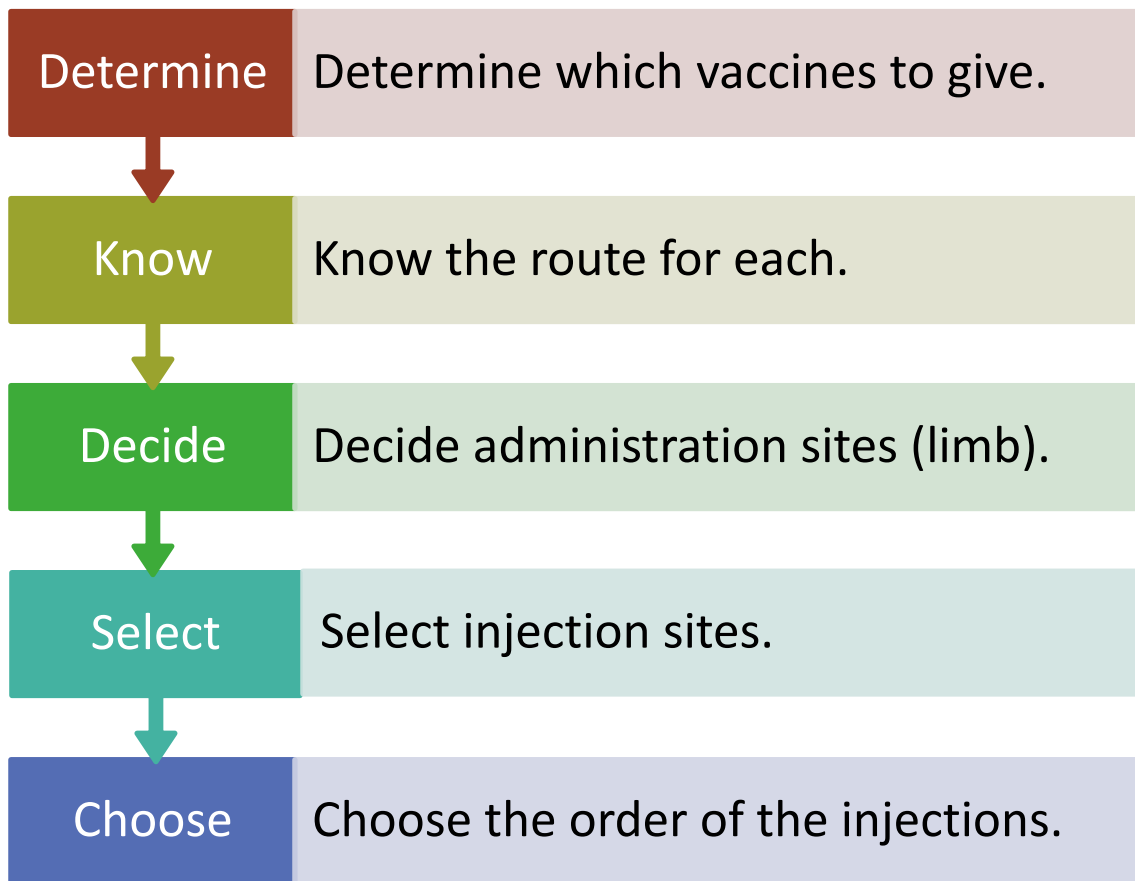 Determine
Determine which vaccines to give.
Know
Know the route for each.
Decide
Decide administration sites (limb).
Select
Select injection sites.
Choose
Choose the order of the injections.